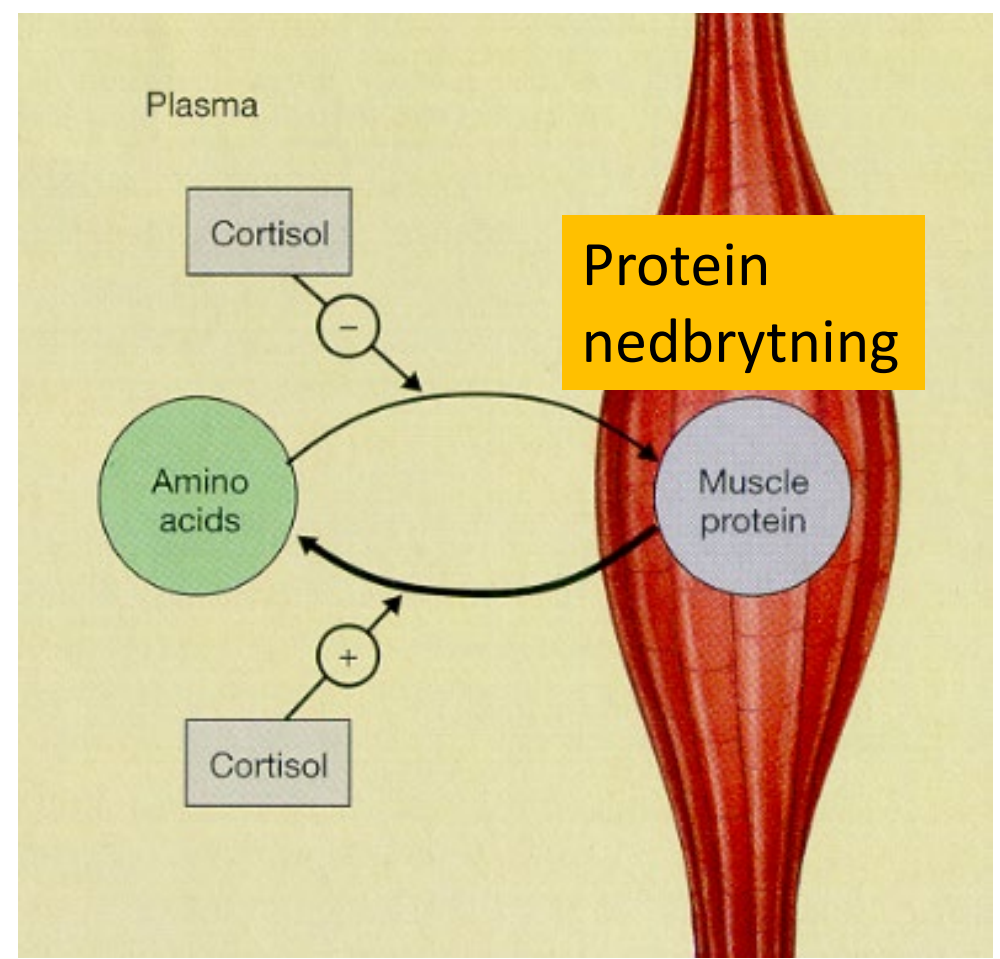 Plasma
Cortisol
−
Protein
nedbrytning
Amino
acids
Muscle
protein
+
Cortisol